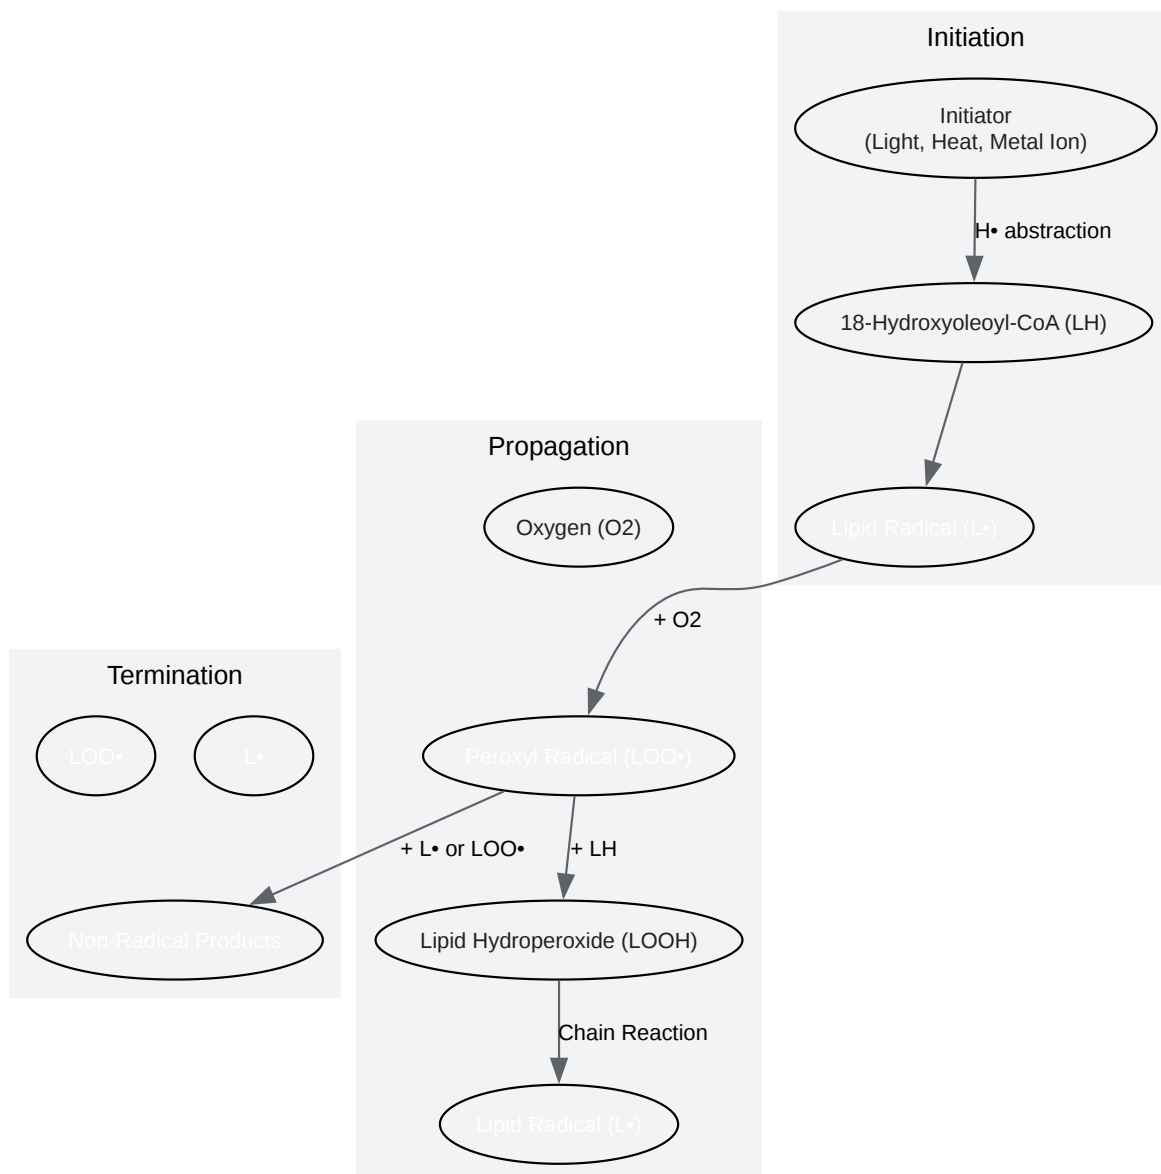 Initiation
Initiator
(Light, Heat, Metal Ion)
H• abstraction
18-Hydroxyoleoyl-CoA (LH)
Lipid Radical (L•)
Propagation
Oxygen (O2)
+ O2
Peroxyl Radical (LOO•)
+ L• or LOO•
+ LH
Lipid Hydroperoxide (LOOH)
Chain Reaction
Lipid Radical (L•)
Termination
LOO•
L•
Non-Radical Products